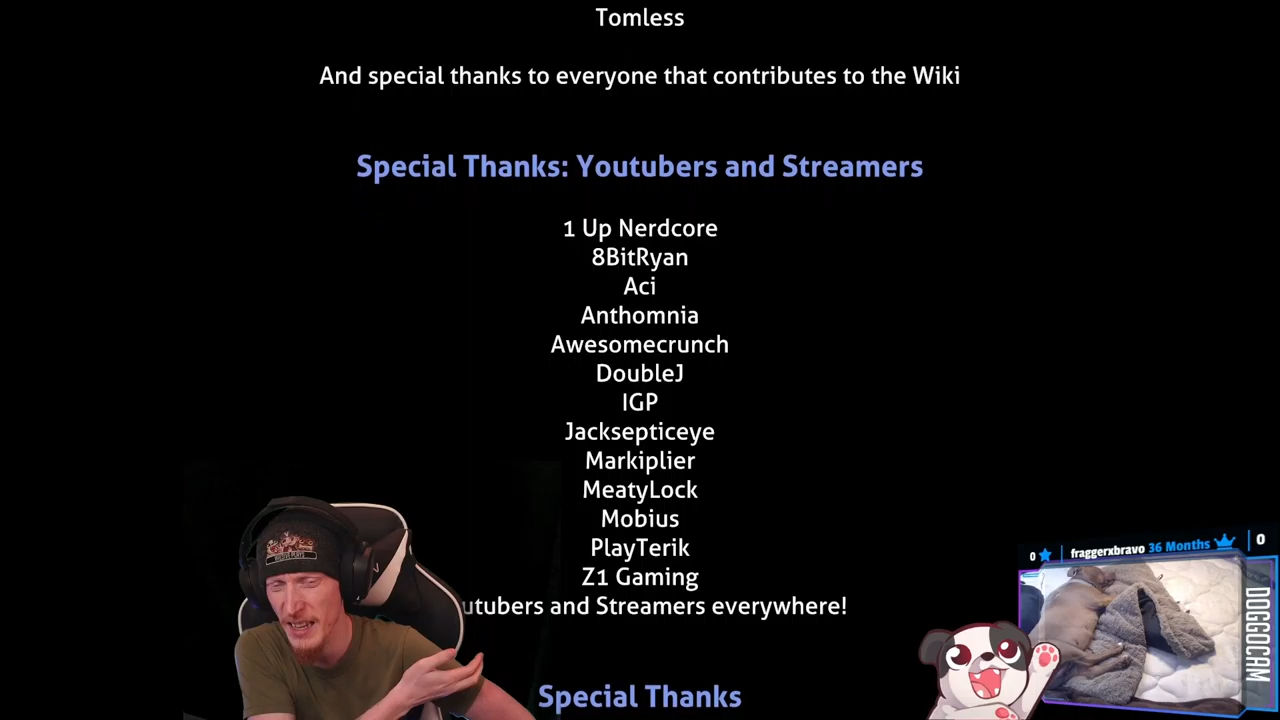 Tomless
And special thanks to everyone that contributes to the Wiki
Special Thanks: Youtubers and Streamers
1 Up Nerdcore
8BitRyan
Aci
Anthomnia
Awesomecrunch
DoubleJ
IGP
Jacksepticeye
Markiplier
MeatyLock
Mobius
PlayTerik
Z1 Gaming
utubers and Streamers everywhere!
Special Thanks
0 fraggerxbravo 36 Months 0
DOGGOCAM